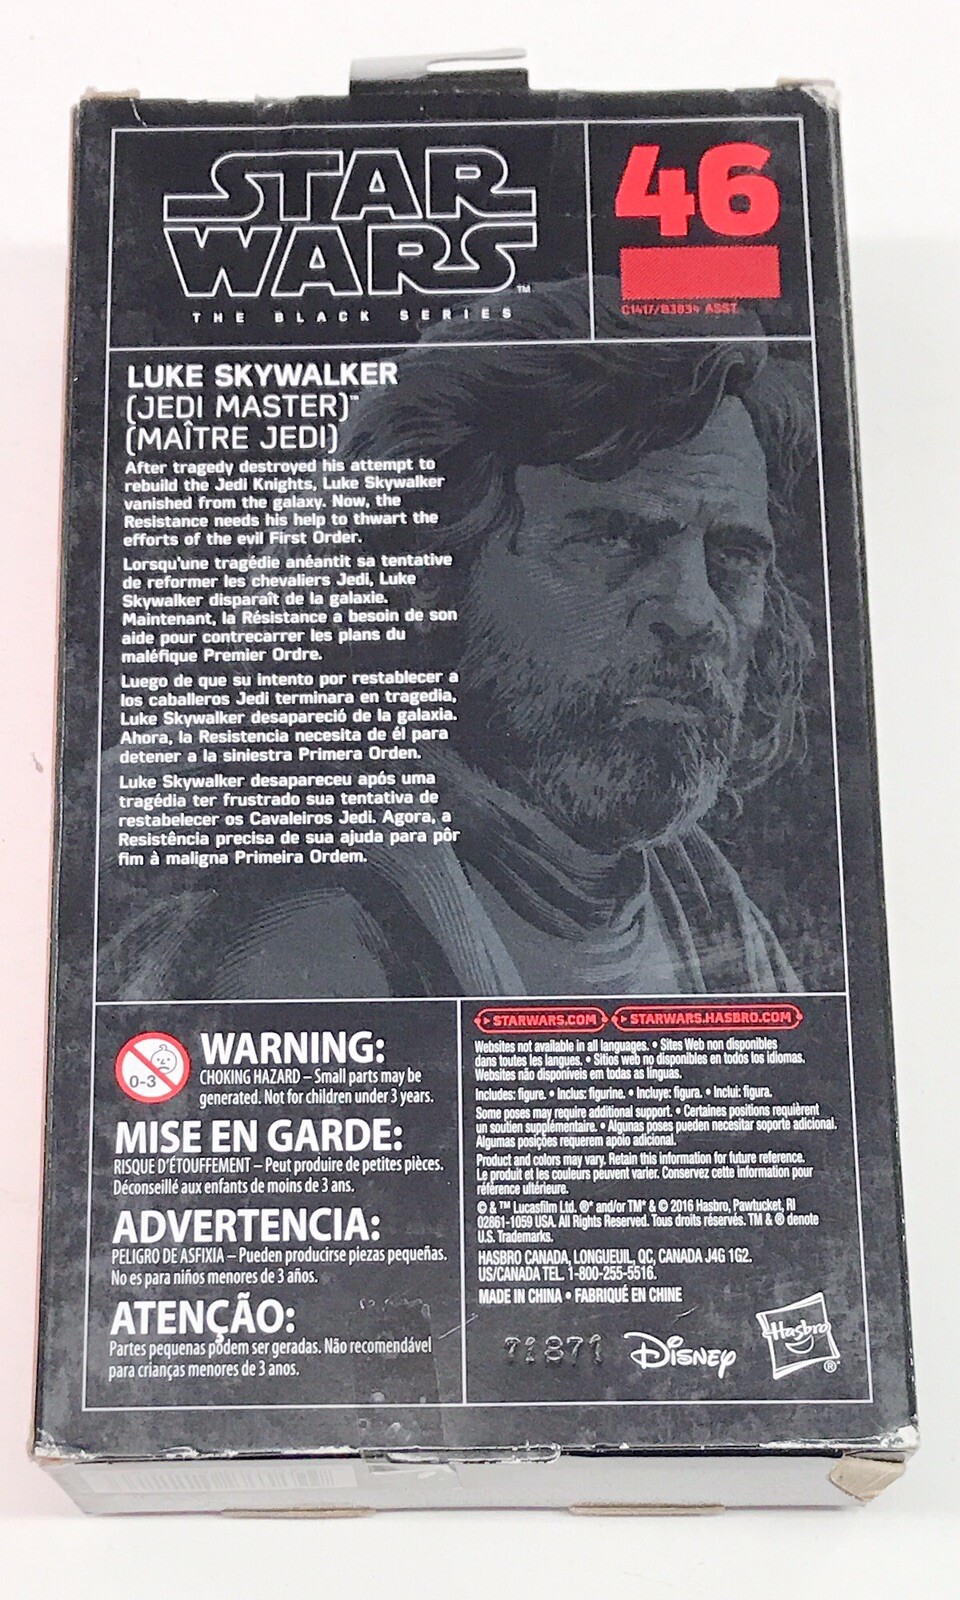 STAR
WARS™
THE BLACK SERIES
46
C1417/B3834 ASST.
LUKE SKYWALKER
(JEDI MASTER)™
(MAÎTRE JEDI)
After tragedy destroyed his attempt to
rebuild the Jedi Knights, Luke Skywalker
vanished from the galaxy. Now, the
Resistance needs his help to thwart the
efforts of the evil First Order.
Lorsqu'une tragédie anéantit sa tentative
de reformer les chevaliers Jedi, Luke
Skywalker disparaît de la galaxie.
Maintenant, la Résistance a besoin de son
aide pour contrecarrer les plans du
maléfique Premier Ordre.
Luego de que su intento por restablecer a
los caballeros Jedi terminara en tragedia,
Luke Skywalker desapareció de la galaxia.
Ahora, la Resistencia necesita de él para
detener a la siniestra Primera Orden.
Luke Skywalker desapareceu após uma
tragédia ter frustrado sua tentativa de
restabelecer os Cavaleiros Jedi. Agora, a
Resistência precisa de sua ajuda para pôr
fim à maligna Primeira Ordem.
0-3
WARNING:
CHOKING HAZARD – Small parts may be
generated. Not for children under 3 years.
MISE EN GARDE:
RISQUE D'ÉTOUFFEMENT – Peut produire de petites pièces.
Déconseillé aux enfants de moins de 3 ans.
ADVERTENCIA:
PELIGRO DE ASFIXIA – Pueden producirse piezas pequeñas.
No es para niños menores de 3 años.
ATENÇÃO:
Partes pequenas podem ser geradas. Não recomendável
para crianças menores de 3 anos.
STARWARS.COM STARWARS.HASBRO.COM
Websites not available in all languages. • Sites Web non disponibles
dans toutes les langues. • Sitios web no disponibles en todos los idiomas.
Websites não disponíveis em todas as línguas.
Includes: figure. • Inclus: figurine. • Incluye: figura. • Inclui: figura.
Some poses may require additional support. • Certaines positions requièrent
un soutien supplémentaire. • Algunas poses pueden necesitar soporte adicional.
Algumas posições requerem apoio adicional.
Product and colors may vary. Retain this information for future reference.
Le produit et les couleurs peuvent varier. Conservez cette information pour
référence ultérieure.
© & ™ Lucasfilm Ltd. ®* and/or TM* & © 2016 Hasbro, Pawtucket, RI
02861-1059 USA. All Rights Reserved. Tous droits réservés. TM & ® denote
U.S. Trademarks.
HASBRO CANADA, LONGUEUIL, QC, CANADA J4G 1G2.
US/CANADA TEL. 1-800-255-5516.
MADE IN CHINA • FABRIQUÉ EN CHINE
71871
Disney
Hasbro®